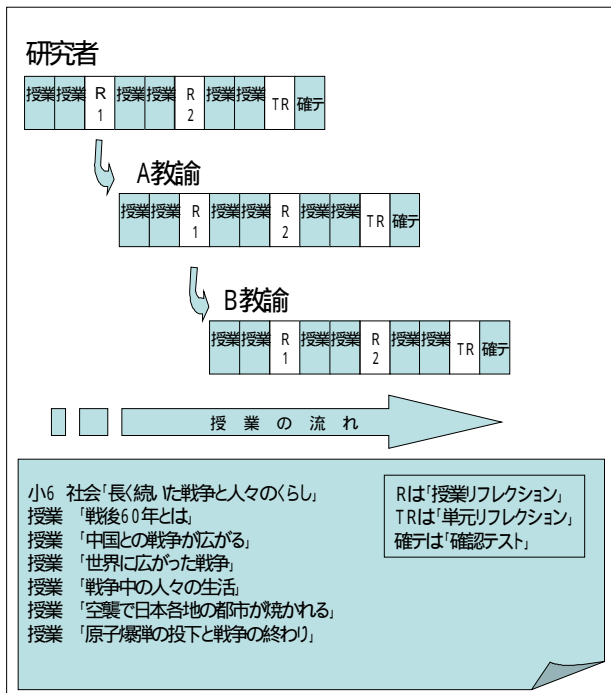 研究者
授業 授業 R1 授業 授業 R2 授業 授業 TR 確テ
A教諭
授業 授業 R1 授業 授業 R2 授業 授業 TR 確テ
B教諭
授業 授業 R1 授業 授業 R2 授業 授業 TR 確テ
授業の流れ
小6 社会「長く続いた戦争と人々のくらし」
授業 「戦後60年とは」
授業 「中国との戦争が広がる」
授業 「世界に広がった戦争」
授業 「戦争中の人々の生活」
授業 「空襲で日本各地の都市が焼かれる」
授業 「原子爆弾の投下と戦争の終わり」
Rは「授業リフレクション」
TRは「単元リフレクション」
確テは「確認テスト」